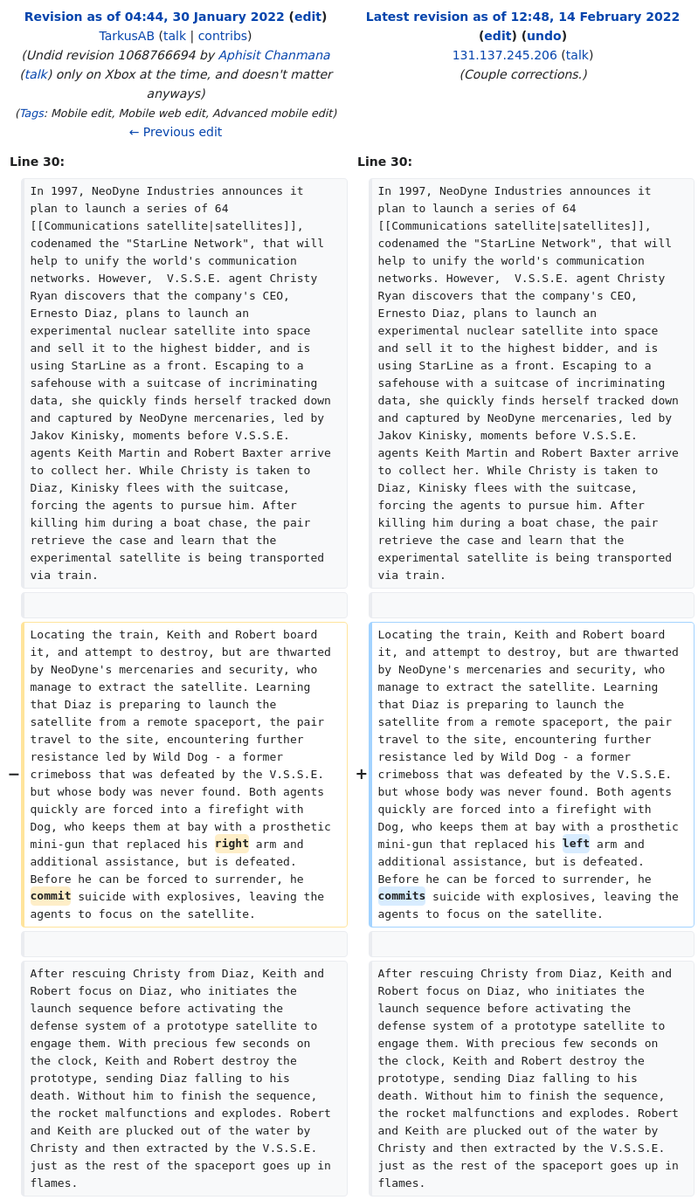 Revision as of 04:44, 30 January 2022 (edit)
TarkusAB (talk | contribs)
(Undid revision 1068766694 by Aphisit Chanmana
(talk) only on Xbox at the time, and doesn't matter
anyways)
(Tags: Mobile edit, Mobile web edit, Advanced mobile edit)
← Previous edit
Latest revision as of 12:48, 14 February 2022
(edit) (undo)
131.137.245.206 (talk)
(Couple corrections.)
Line 30:
In 1997, NeoDyne Industries announces it
plan to launch a series of 64
[[Communications satellite|satellites]],
codenamed the "StarLine Network", that will
help to unify the world's communication
networks. However,  V.S.S.E. agent Christy
Ryan discovers that the company's CEO,
Ernesto Diaz, plans to launch an
experimental nuclear satellite into space
and sell it to the highest bidder, and is
using StarLine as a front. Escaping to a
safehouse with a suitcase of incriminating
data, she quickly finds herself tracked down
and captured by NeoDyne mercenaries, led by
Jakov Kinisky, moments before V.S.S.E.
agents Keith Martin and Robert Baxter arrive
to collect her. While Christy is taken to
Diaz, Kinisky flees with the suitcase,
forcing the agents to pursue him. After
killing him during a boat chase, the pair
retrieve the case and learn that the
experimental satellite is being transported
via train.
Line 30:
In 1997, NeoDyne Industries announces it
plan to launch a series of 64
[[Communications satellite|satellites]],
codenamed the "StarLine Network", that will
help to unify the world's communication
networks. However,  V.S.S.E. agent Christy
Ryan discovers that the company's CEO,
Ernesto Diaz, plans to launch an
experimental nuclear satellite into space
and sell it to the highest bidder, and is
using StarLine as a front. Escaping to a
safehouse with a suitcase of incriminating
data, she quickly finds herself tracked down
and captured by NeoDyne mercenaries, led by
Jakov Kinisky, moments before V.S.S.E.
agents Keith Martin and Robert Baxter arrive
to collect her. While Christy is taken to
Diaz, Kinisky flees with the suitcase,
forcing the agents to pursue him. After
killing him during a boat chase, the pair
retrieve the case and learn that the
experimental satellite is being transported
via train.
−
Locating the train, Keith and Robert board
it, and attempt to destroy, but are thwarted
by NeoDyne's mercenaries and security, who
manage to extract the satellite. Learning
that Diaz is preparing to launch the
satellite from a remote spaceport, the pair
travel to the site, encountering further
resistance led by Wild Dog - a former
crimeboss that was defeated by the V.S.S.E.
but whose body was never found. Both agents
quickly are forced into a firefight with
Dog, who keeps them at bay with a prosthetic
mini-gun that replaced his right arm and
additional assistance, but is defeated.
Before he can be forced to surrender, he
commit suicide with explosives, leaving the
agents to focus on the satellite.
+
Locating the train, Keith and Robert board
it, and attempt to destroy, but are thwarted
by NeoDyne's mercenaries and security, who
manage to extract the satellite. Learning
that Diaz is preparing to launch the
satellite from a remote spaceport, the pair
travel to the site, encountering further
resistance led by Wild Dog - a former
crimeboss that was defeated by the V.S.S.E.
but whose body was never found. Both agents
quickly are forced into a firefight with
Dog, who keeps them at bay with a prosthetic
mini-gun that replaced his left arm and
additional assistance, but is defeated.
Before he can be forced to surrender, he
commits suicide with explosives, leaving the
agents to focus on the satellite.
After rescuing Christy from Diaz, Keith and
Robert focus on Diaz, who initiates the
launch sequence before activating the
defense system of a prototype satellite to
engage them. With precious few seconds on
the clock, Keith and Robert destroy the
prototype, sending Diaz falling to his
death. Without him to finish the sequence,
the rocket malfunctions and explodes. Robert
and Keith are plucked out of the water by
Christy and then extracted by the V.S.S.E.
just as the rest of the spaceport goes up in
flames.
After rescuing Christy from Diaz, Keith and
Robert focus on Diaz, who initiates the
launch sequence before activating the
defense system of a prototype satellite to
engage them. With precious few seconds on
the clock, Keith and Robert destroy the
prototype, sending Diaz falling to his
death. Without him to finish the sequence,
the rocket malfunctions and explodes. Robert
and Keith are plucked out of the water by
Christy and then extracted by the V.S.S.E.
just as the rest of the spaceport goes up in
flames.